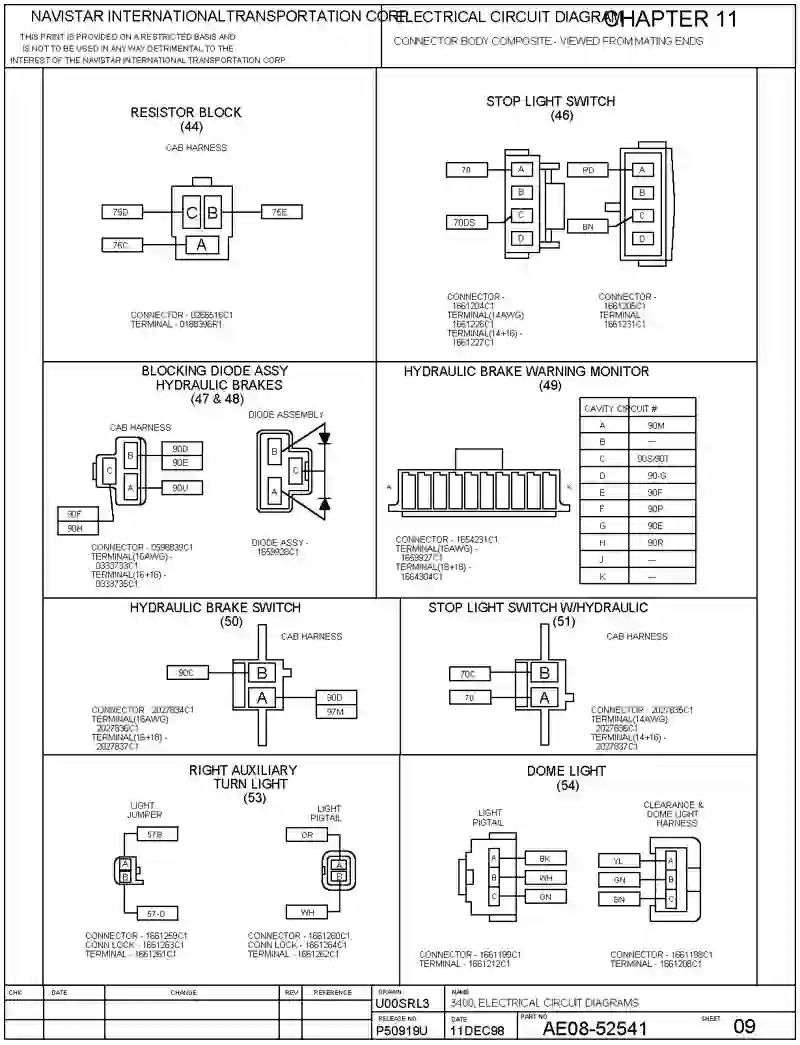 NAVISTAR INTERNATIONAL TRANSPORTATION CORP.
THIS PRINT IS PROVIDED ON A RESTRICTED BASIS AND
IS NOT TO BE USED IN ANY WAY DETRIMENTAL TO THE
INTEREST OF THE NAVISTAR INTERNATIONAL TRANSPORTATION CORP.
ELECTRICAL CIRCUIT DIAGRAM
CHAPTER 11
CONNECTOR BODY COMPOSITE - VIEWED FROM MATING ENDS
RESISTOR BLOCK
(44)
CAB HARNESS
75D
C
B
75E
75C
A
CONNECTOR - 0266516C1
TERMINAL -
STOP LIGHT SWITCH
(46)
70
A
B
70DS
C
D
RD
A
B
BN
C
D
CONNECTOR -
1661204C1
TERMINAL(14AWG)
1661226C1
TERMINAL(14+16) -
1661227C1
CONNECTOR -
1661205C1
TERMINAL
1661231C1
BLOCKING DIODE ASSY
HYDRAULIC BRAKES
(47 & 48)
CAB HARNESS
DIODE ASSEMBLY
B
90D
90E
C
A
90U
90F
90H
B
C
A
CONNECTOR - 0598839C1
TERMINAL(16AWG) -
0333733C1
TERMINAL(16+16) -
0333735C1
DIODE ASSY -
1659928C1
HYDRAULIC BRAKE WARNING MONITOR
(49)
A
K
CAVITY CIRCUIT #
A 90M
B ---
C 90S/90T
D 90-G
E 90F
F 90P
G 90E
H 90R
J ---
K ---
CONNECTOR - 1654231C1
TERMINAL(16AWG) -
1659927C1
TERMINAL(18+18) -
1664304C1
HYDRAULIC BRAKE SWITCH
(50)
CAB HARNESS
90C
B
A
90D
97M
CONNECTOR - 2027834C1
TERMINAL(16AWG)
2027836C1
TERMINAL(16+18) -
2027837C1
STOP LIGHT SWITCH W/HYDRAULIC
(51)
CAB HARNESS
70C
B
70
A
CONNECTOR - 2027835C1
TERMINAL(14AWG)
2027836C1
TERMINAL(14+16) -
2027837C1
RIGHT AUXILIARY
TURN LIGHT
(53)
LIGHT
JUMPER
57B
A
B
57-G
LIGHT
PIGTAIL
OR
A
B
WH
CONNECTOR - 1661259C1
CONN LOCK - 1661263C1
TERMINAL - 1661261C1
CONNECTOR - 1661260C1
CONN LOCK - 1661264C1
TERMINAL - 1661262C1
DOME LIGHT
(54)
LIGHT
PIGTAIL
A
BK
B
WH
C
GN
CLEARANCE &
DOME LIGHT
HARNESS
YL
A
GN
B
BN
C
CONNECTOR - 1661199C1
TERMINAL - 1661212C1
CONNECTOR - 1661198C1
TERMINAL - 1661208C1
CHK
DATE
CHANGE
REV
REFERENCE
DRAWN
U00SRL3
NAME
3400, ELECTRICAL CIRCUIT DIAGRAMS
RELEASE NO.
P50919U
DATE
11DEC98
PART NO
AE08-52541
SHEET
09